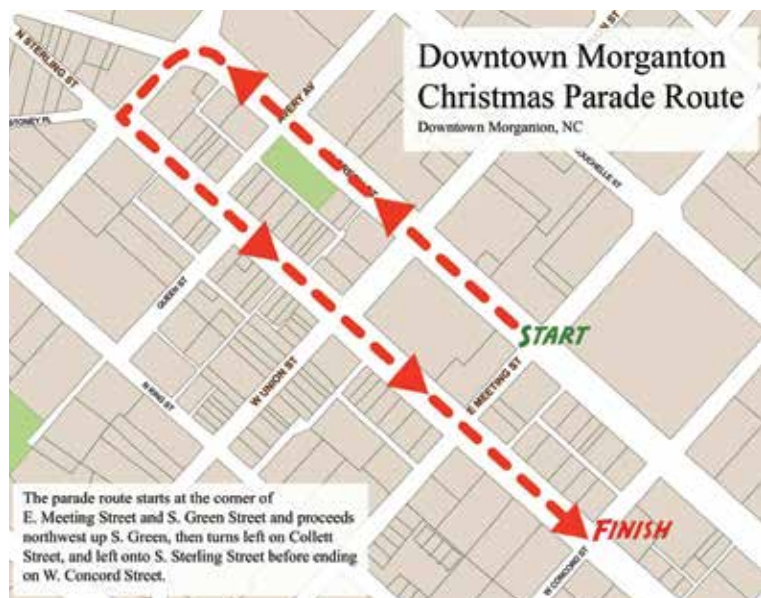 Downtown Morganton
Christmas Parade Route
Downtown Morganton, NC
N STERLING ST
STONEY PL
AVERY AV
ST
QUEEN ST
N KING ST
W UNION ST
E MEETING ST
START
FINISH
W CONCORD ST
The parade route starts at the corner of
E. Meeting Street and S. Green Street and proceeds
northwest up S. Green, then turns left on Collett
Street, and left onto S. Sterling Street before ending
on W. Concord Street.